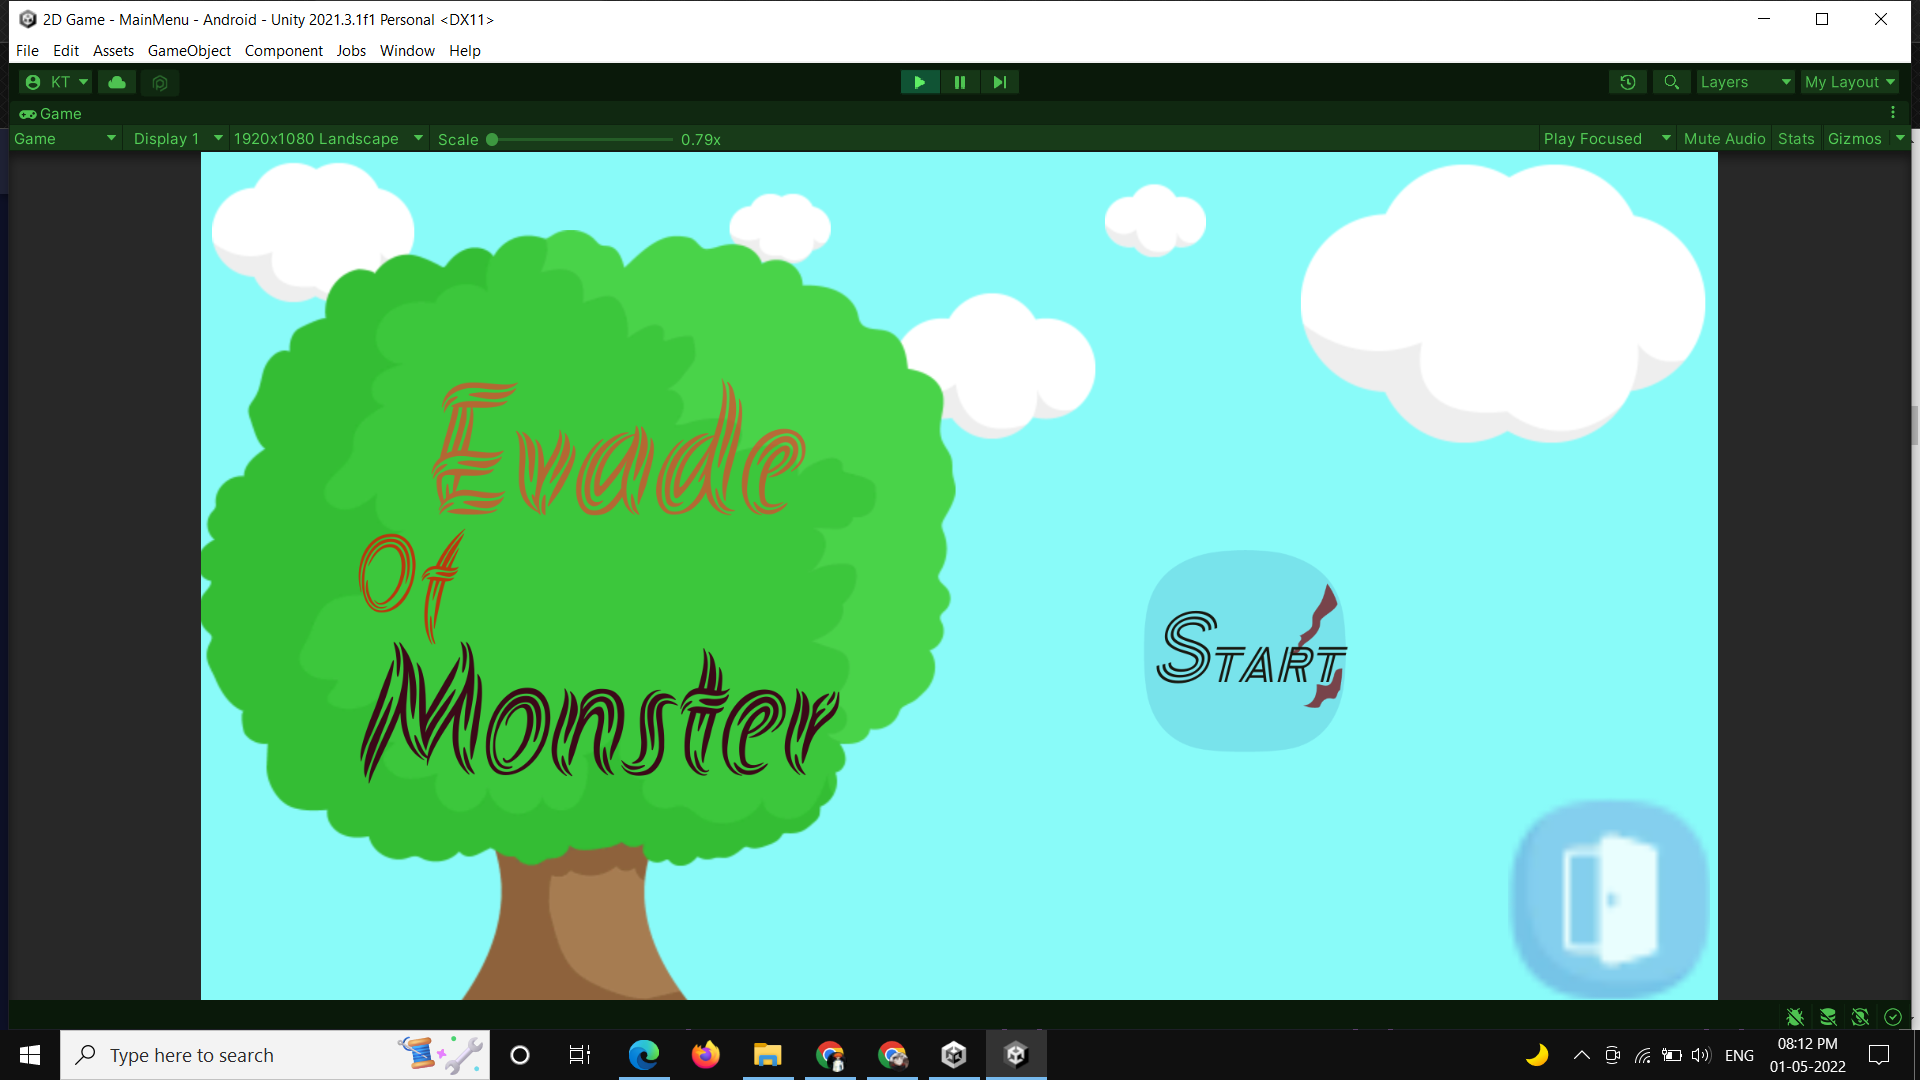 2D Game - MainMenu - Android - Unity 2021.3.1f1 Personal <DX11>
File Edit Assets GameObject Component Jobs Window Help
KT Layers My Layout
Game
Game Display 1 1920x1080 Landscape Scale 0.79x Play Focused Mute Audio Stats Gizmos
Evade
Of
Monster
START
Type here to search
ENG
08:12 PM
01-05-2022